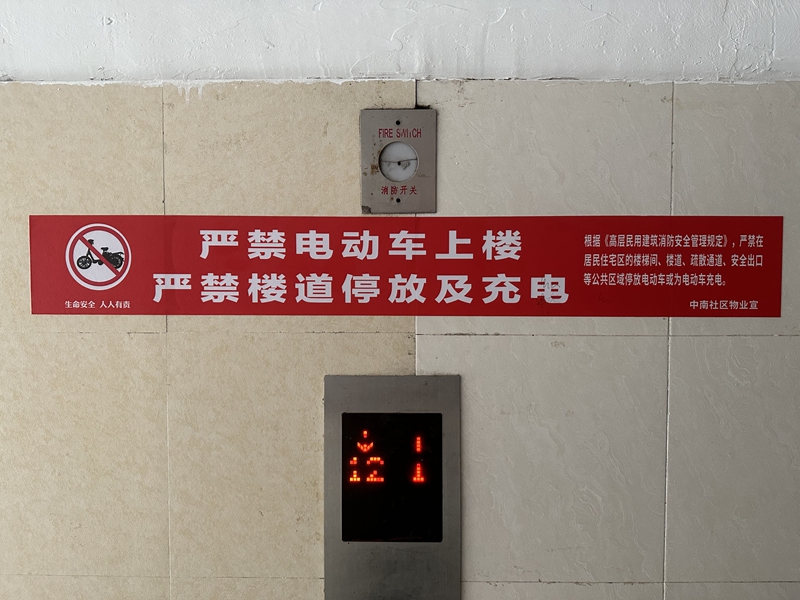 FIRE SWITCH
消防开关
严禁电动车上楼
严禁楼道停放及充电
生命安全 人人有责
根据《高层民用建筑消防安全管理规定》，严禁在
居民住宅区的楼梯间、楼道、疏散通道、安全出口
等公共区域停放电动车或为电动车充电。
中南社区物业宣
12 1